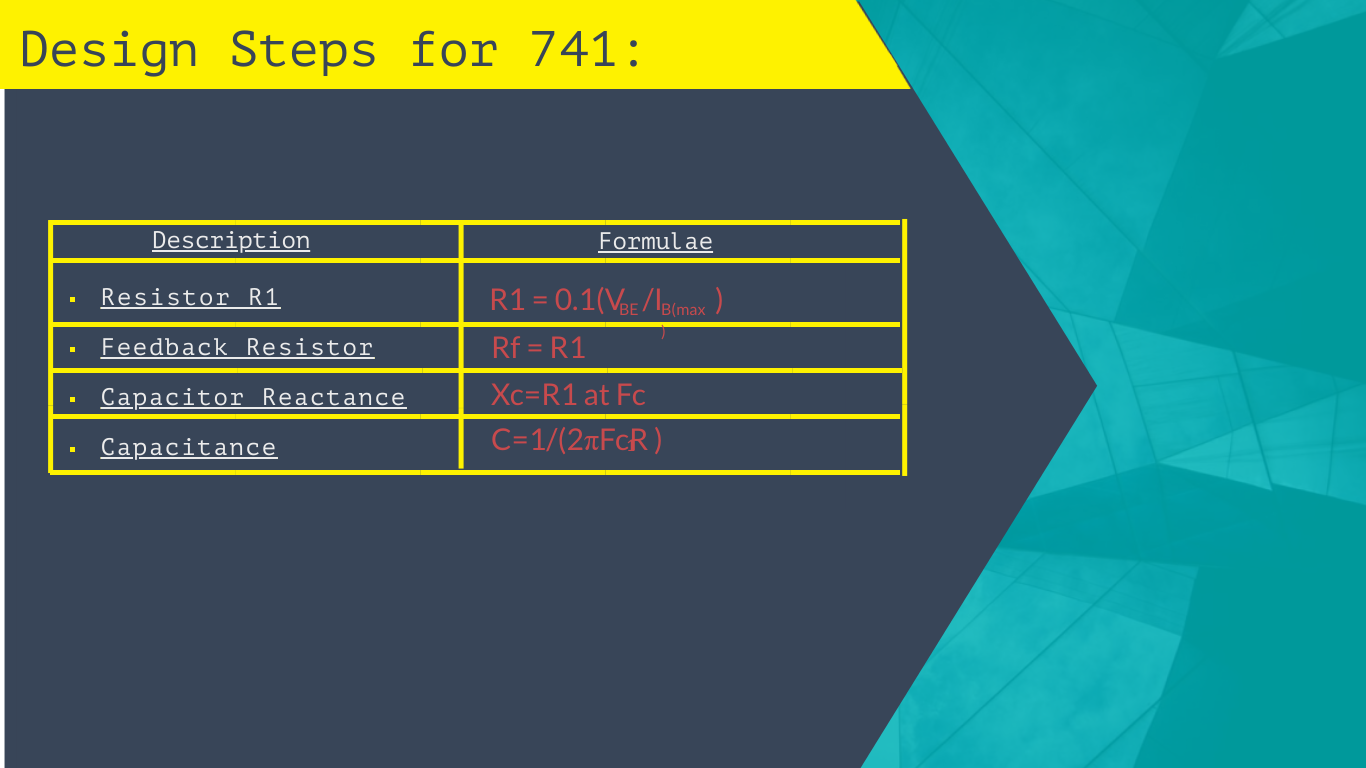 Design Steps for 741:
Description Formulae
▪ Resistor R1 R1 = 0.1(VBE/IB(max))
▪ Feedback Resistor Rf = R1
▪ Capacitor Reactance Xc=R1 at Fc
▪ Capacitance C=1/(2πFcR)